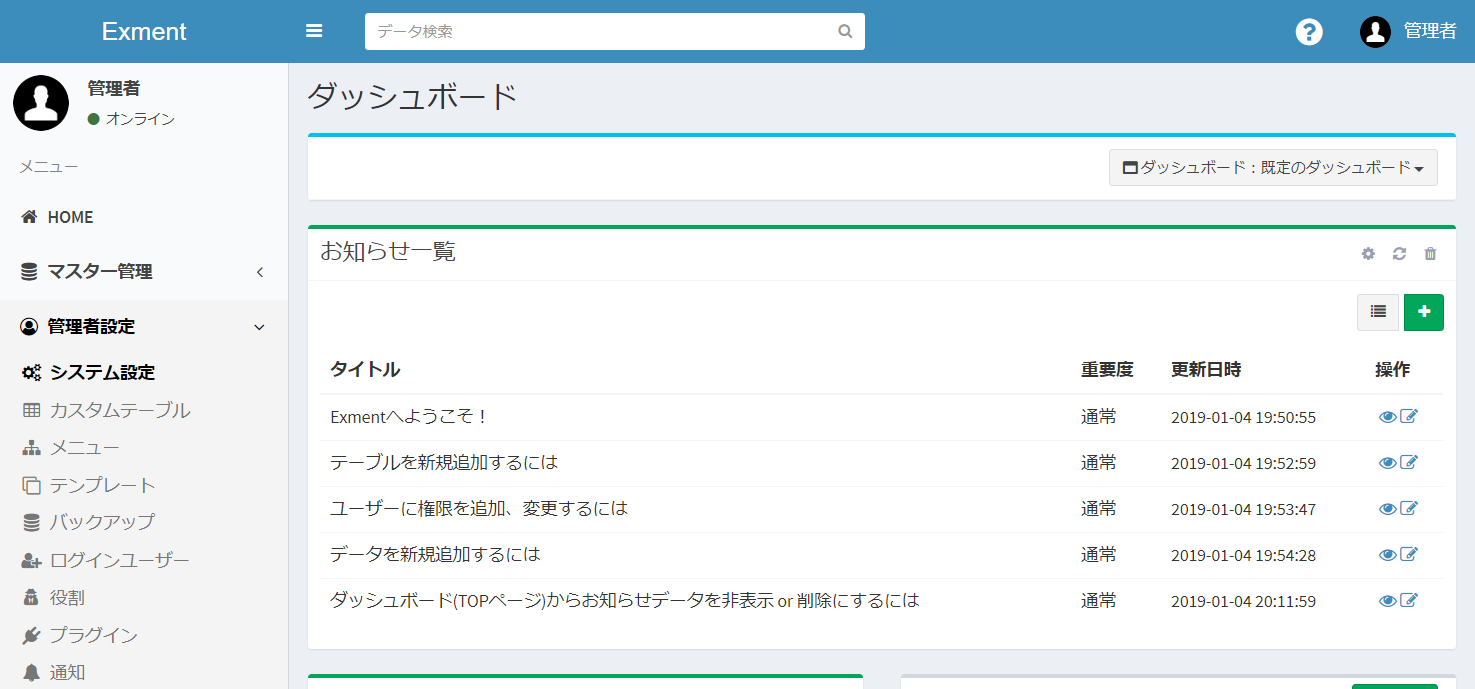 Exment
データ検索
管理者
管理者
オンライン
メニュー
HOME
マスター管理
管理者設定
システム設定
カスタムテーブル
メニュー
テンプレート
バックアップ
ログインユーザー
役割
プラグイン
通知
ダッシュボード
ダッシュボード：既定のダッシュボード
お知らせ一覧
タイトル 重要度 更新日時 操作
Exmentへようこそ！ 通常 2019-01-04 19:50:55
テーブルを新規追加するには 通常 2019-01-04 19:52:59
ユーザーに権限を追加、変更するには 通常 2019-01-04 19:53:47
データを新規追加するには 通常 2019-01-04 19:54:28
ダッシュボード(TOPページ)からお知らせデータを非表示 or 削除にするには 通常 2019-01-04 20:11:59